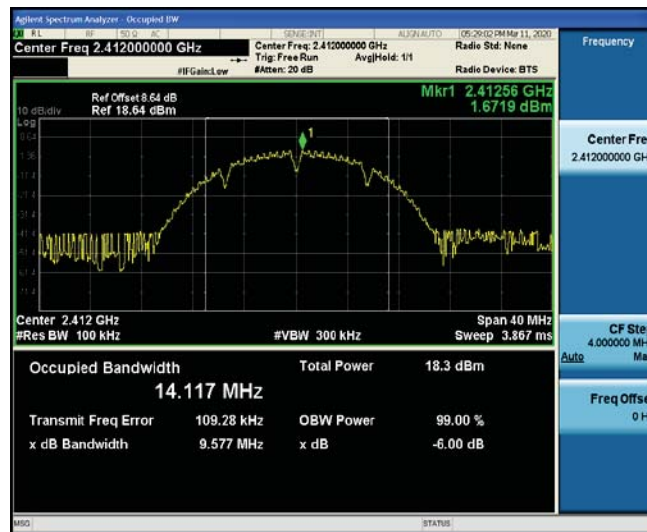 Agilent Spectrum Analyzer - Occupied BW
RL RF 50 Ω AC SENSE:INT ALIGN AUTO 05:29:02 PM Mar 11, 2020
Center Freq 2.412000000 GHz
Center Freq: 2.412000000 GHz
Radio Std: None
Trig: Free Run Avg|Hold: 1/1
#IFGain:Low #Atten: 20 dB Radio Device: BTS
Frequency
Ref Offset 8.64 dB
10 dB/div Ref 18.64 dBm
Mkr1 2.41256 GHz
1.6719 dBm
Log
1
Center Fre
2.412000000 GH
Center 2.412 GHz Span 40 MHz
#Res BW 100 kHz #VBW 300 kHz Sweep 3.867 ms
CF Ste
4.000000 MH
Auto Ma
Occupied Bandwidth Total Power 18.3 dBm
14.117 MHz
Transmit Freq Error 109.28 kHz OBW Power 99.00 %
x dB Bandwidth 9.577 MHz x dB -6.00 dB
Freq Offse
0 H
MSG STATUS